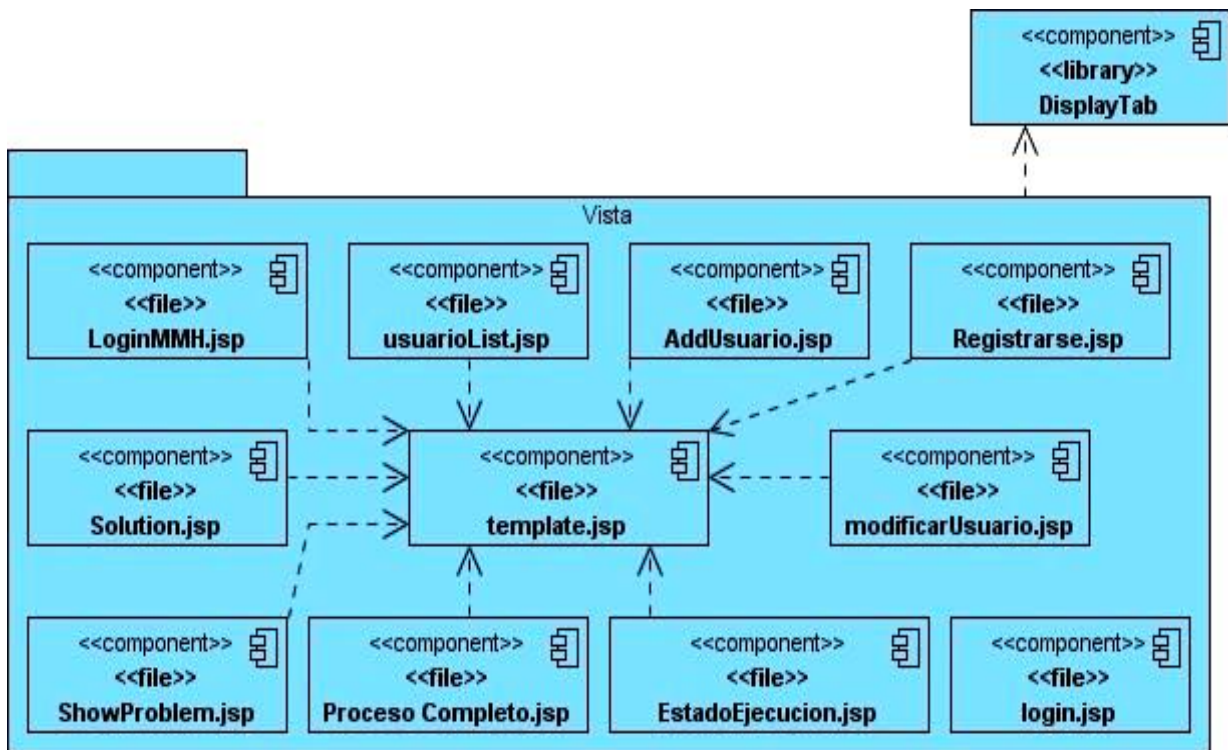 <<component>>
<<library>>
DisplayTab
Vista
<<component>>
<<file>>
LoginMMH.jsp
<<component>>
<<file>>
usuarioList.jsp
<<component>>
<<file>>
AddUsuario.jsp
<<component>>
<<file>>
Registrarse.jsp
<<component>>
<<file>>
Solution.jsp
<<component>>
<<file>>
template.jsp
<<component>>
<<file>>
modificarUsuario.jsp
<<component>>
<<file>>
ShowProblem.jsp
<<component>>
<<file>>
Proceso Completo.jsp
<<component>>
<<file>>
EstadoEjecucion.jsp
<<component>>
<<file>>
login.jsp